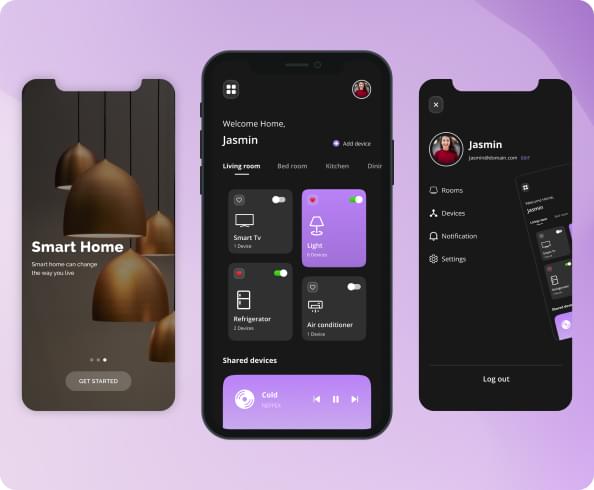 Smart Home
Smart home can change
the way you live
GET STARTED
Welcome Home,
Jasmin
Add device
Living room Bed room Kitchen Dinir
Smart Tv
1 Device
Light
6 Devices
Refrigerator
2 Devices
Air conditioner
1 Device
Shared devices
Cold
NEFFEX
Jasmin
jasmin@domain.com EDIT
Rooms
Devices
Notification
Settings
Welcome Home,
Jasmin
Living room
Bed room
Smart Tv
Refrigerator
Shared devices
Log out